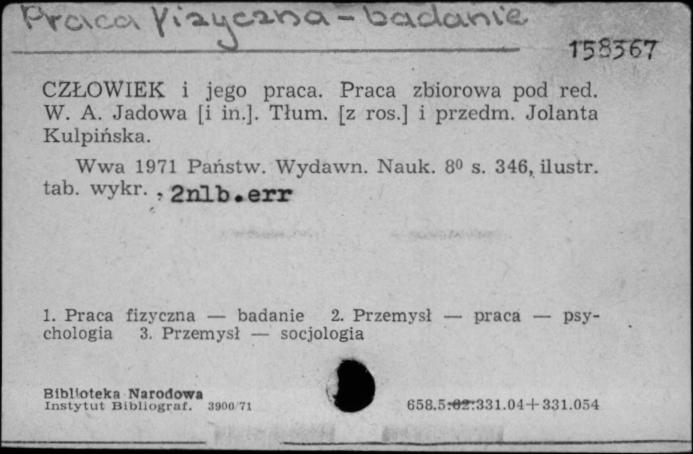 Praca fizyczna - badanie
158367
CZŁOWIEK i jego praca. Praca zbiorowa pod red.
W. A. Jadowa [i in.]. Tłum. [z ros.] i przedm. Jolanta
Kulpińska.
Wwa 1971 Państw. Wydawn. Nauk. 8⁰ s. 346, ilustr.
tab. wykr. , 2nlb.err
1. Praca fizyczna — badanie 2. Przemysł — praca — psy-
chologia 3. Przemysł — socjologia
Biblioteka Narodowa
Instytut Bibliograf. 3900/71
658.5:62:331.04+331.054